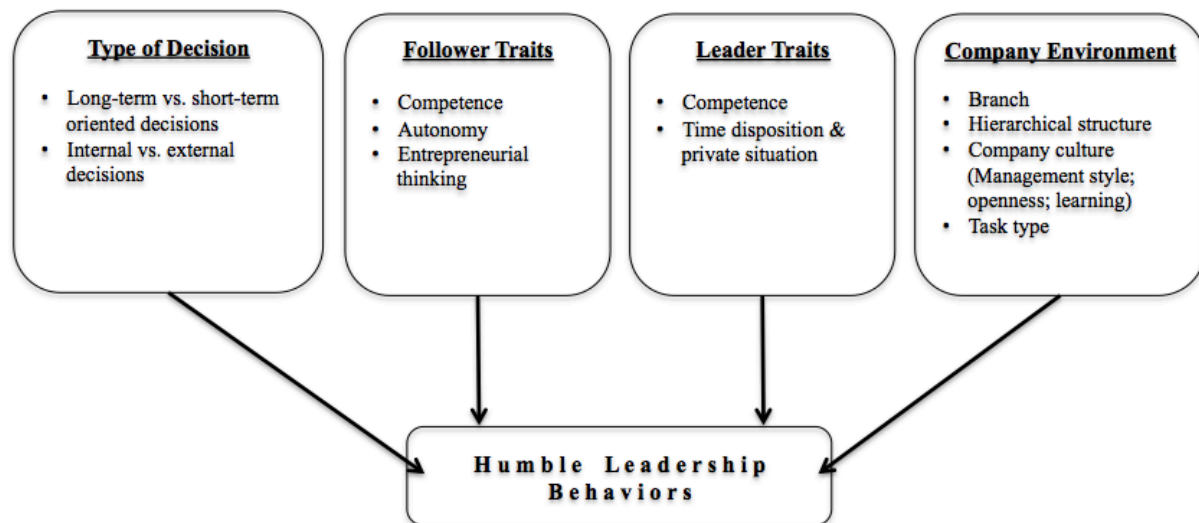 Type of Decision
• Long-term vs. short-term
oriented decisions
• Internal vs. external
decisions
Follower Traits
• Competence
• Autonomy
• Entrepreneurial
thinking
Leader Traits
• Competence
• Time disposition &
private situation
Company Environment
• Branch
• Hierarchical structure
• Company culture
(Management style;
openness; learning)
• Task type
Humble Leadership
Behaviors